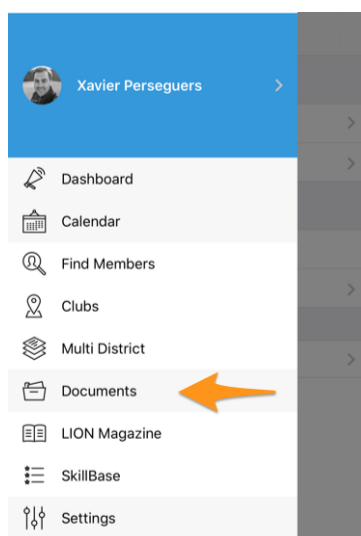 Xavier Perseguers
Dashboard
Calendar
Find Members
Clubs
Multi District
Documents
LION Magazine
SkillBase
Settings